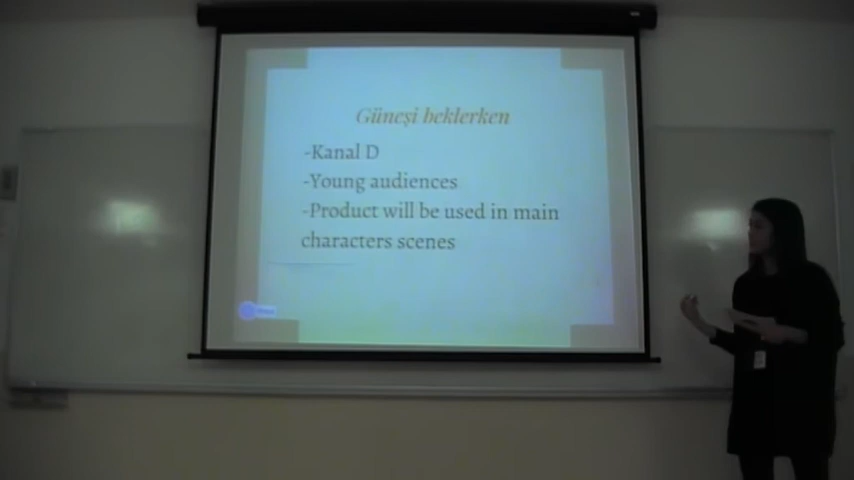 Güneşi beklerken
-Kanal D
-Young audiences
-Product will be used in main
characters scenes